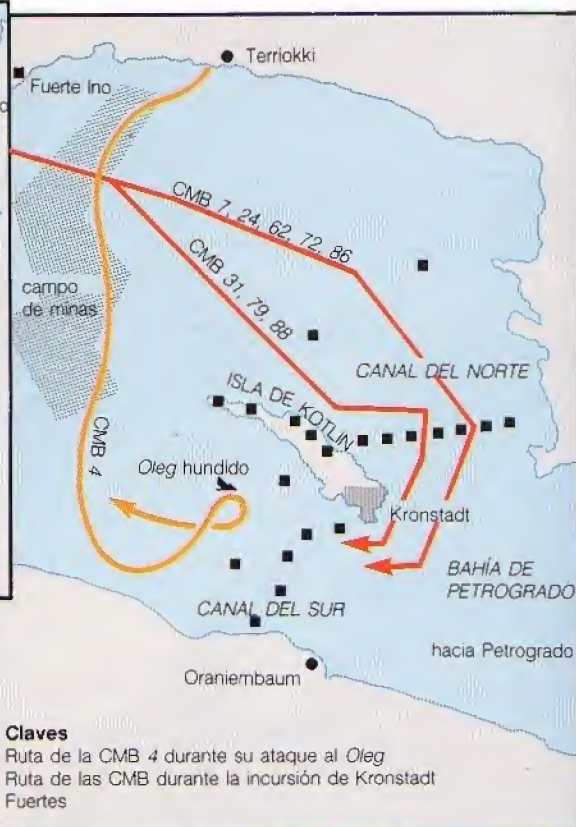 Terriokki
Fuerte Ino
CMB 7, 24, 62, 72, 86
CMB 31, 79, 88
campo
de minas
CANAL DEL NORTE
ISLA DE KOTLIN
CMB 4
Oleg hundido
Kronstadt
BAHÍA DE
PETROGRADO
CANAL DEL SUR
hacia Petrogrado
Oraniembaum
Claves
Ruta de la CMB 4 durante su ataque al Oleg
Ruta de las CMB durante la incursión de Kronstadt
Fuertes